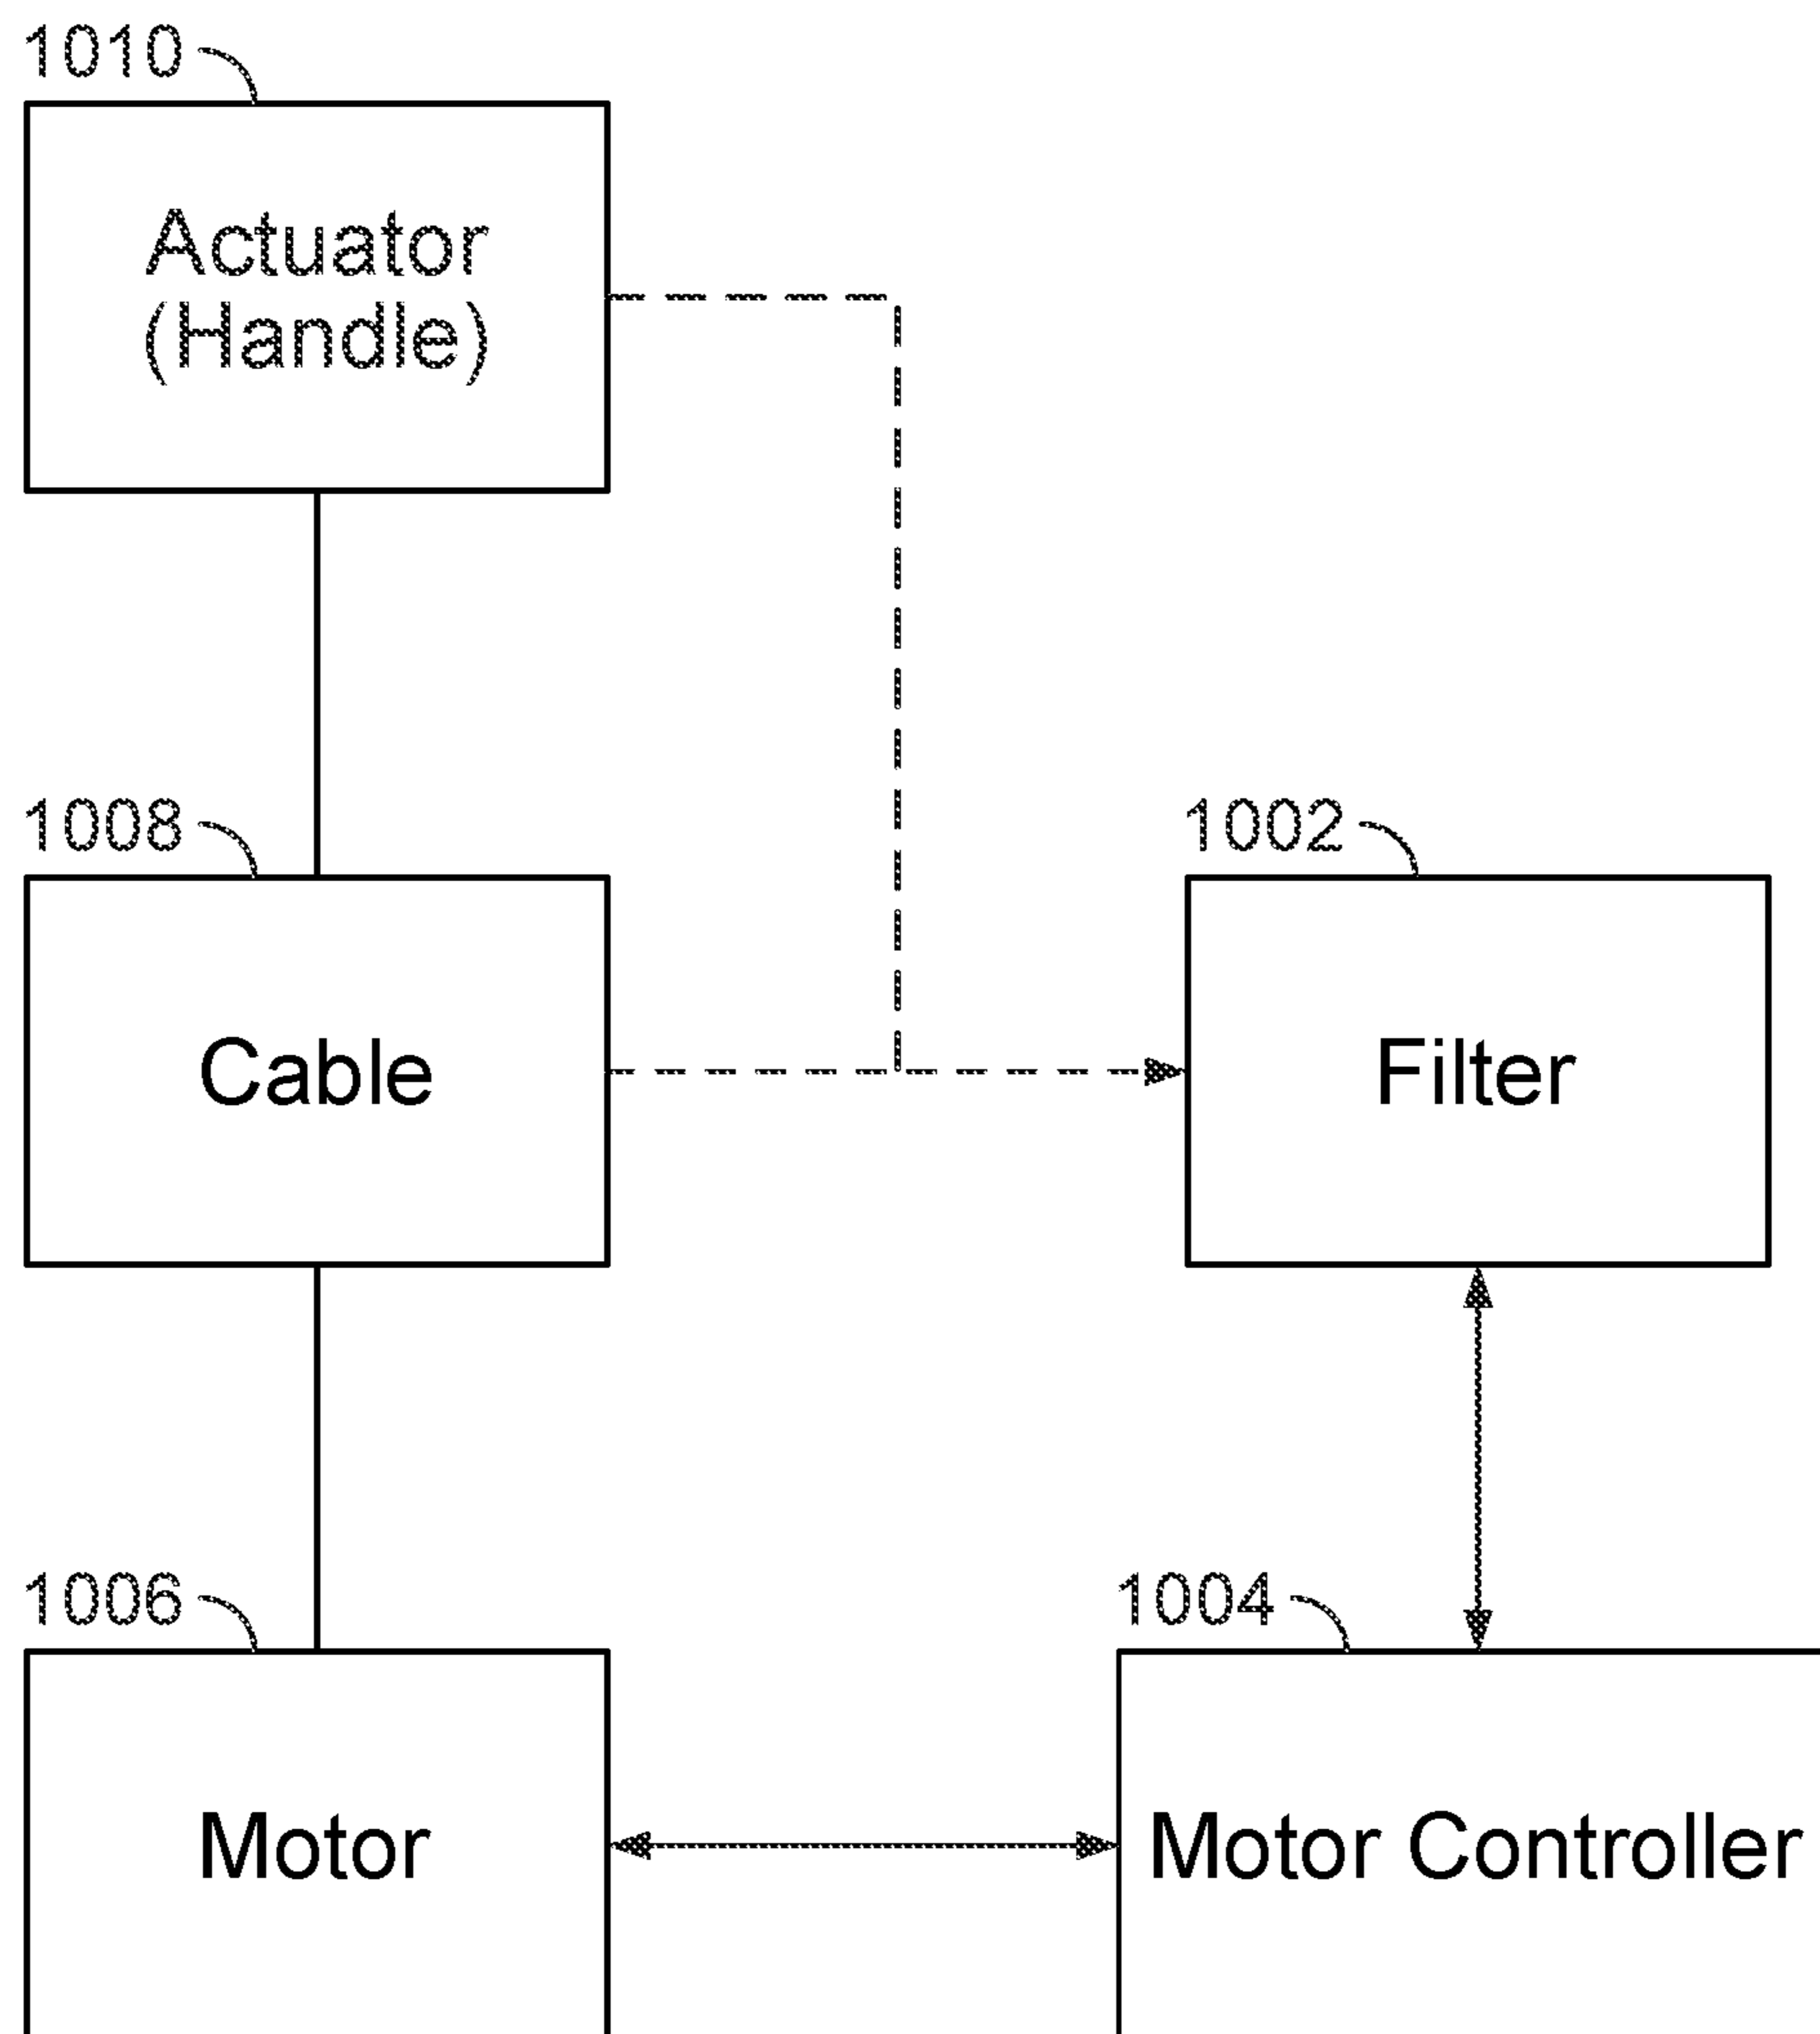 1010
Actuator
(Handle)
1008
Cable
1002
Filter
1006
Motor
1004
Motor Controller